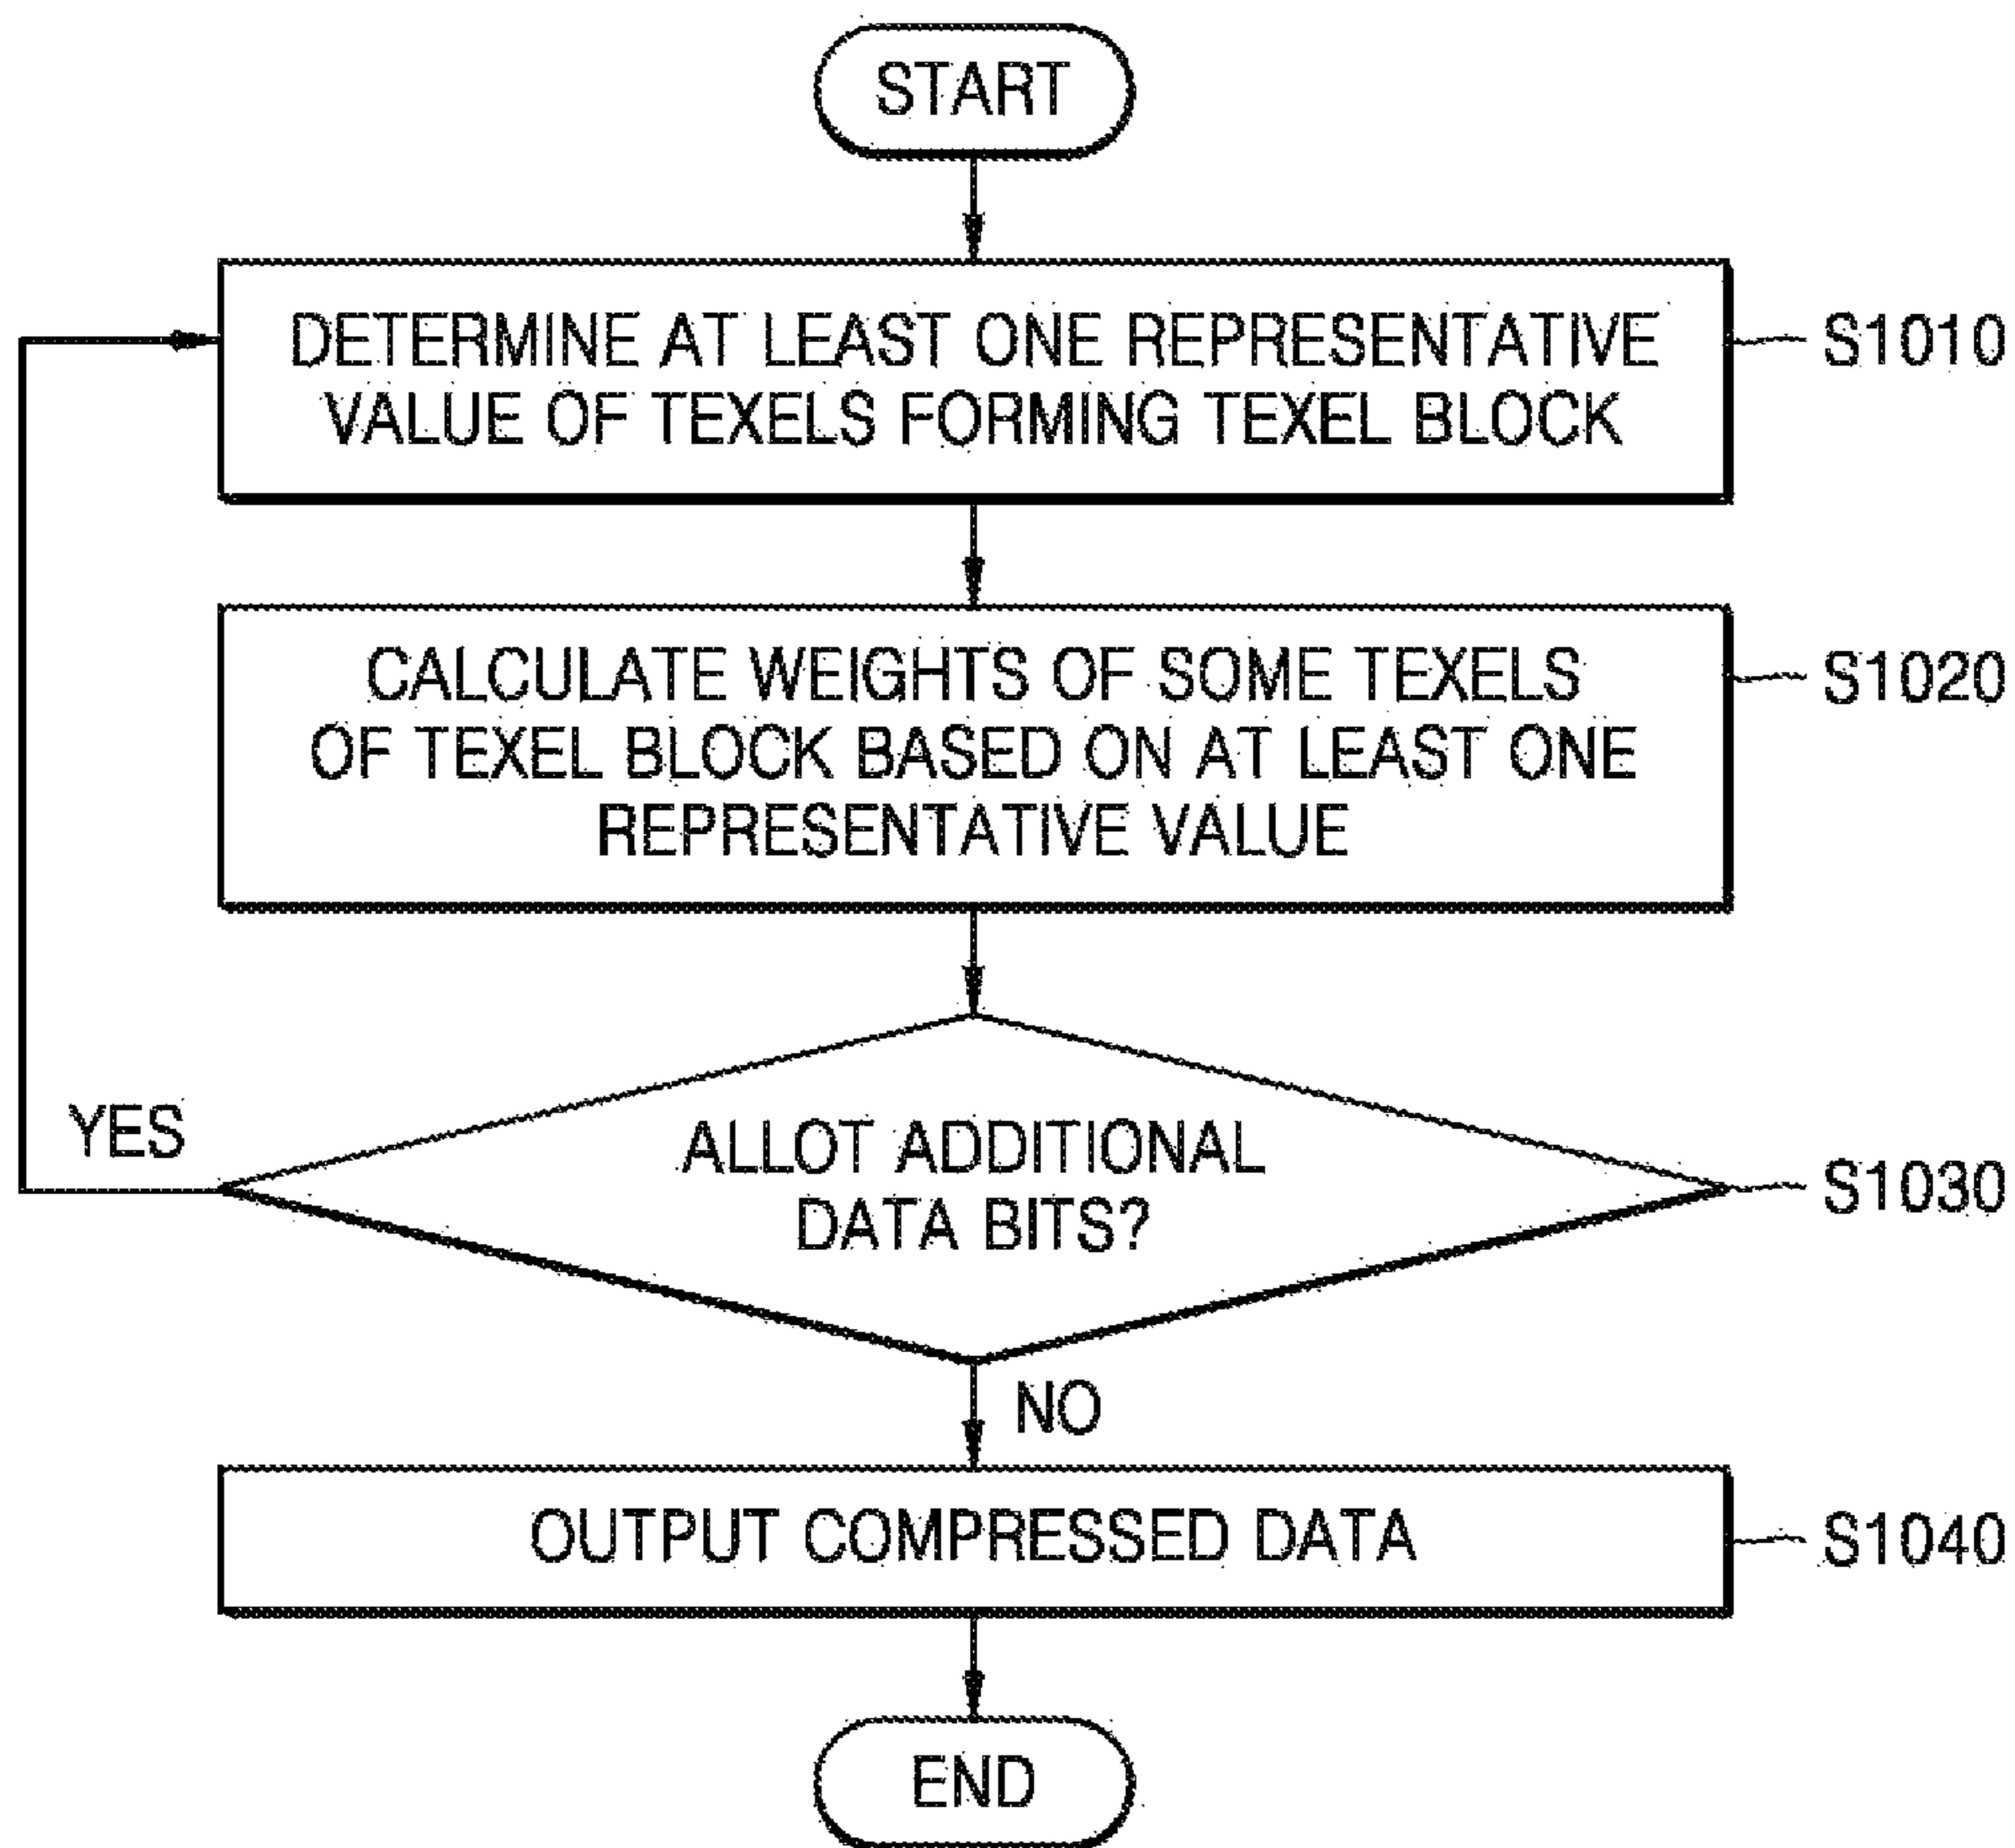 START
DETERMINE AT LEAST ONE REPRESENTATIVE
VALUE OF TEXELS FORMING TEXEL BLOCK
S1010
CALCULATE WEIGHTS OF SOME TEXELS
OF TEXEL BLOCK BASED ON AT LEAST ONE
REPRESENTATIVE VALUE
S1020
YES
ALLOT ADDITIONAL
DATA BITS?
S1030
NO
OUTPUT COMPRESSED DATA
S1040
END